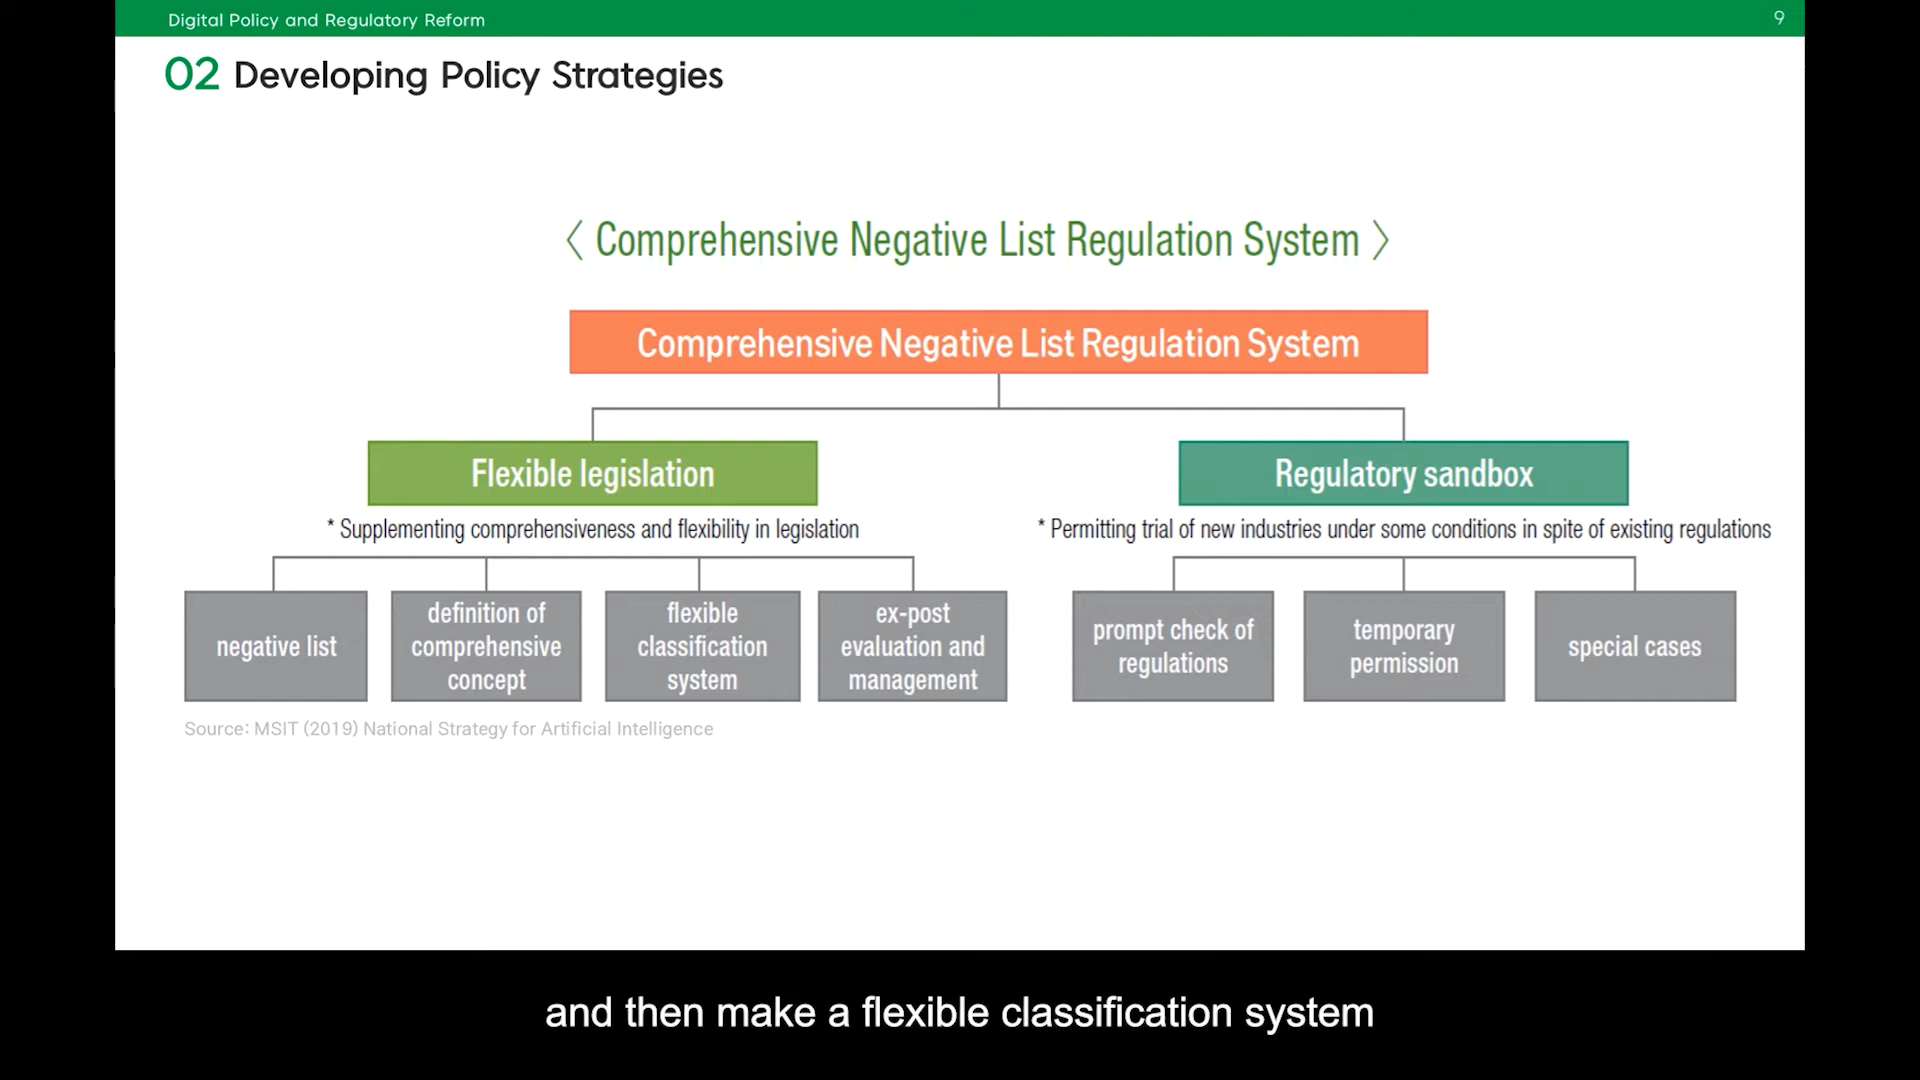 Digital Policy and Regulatory Reform
9
02 Developing Policy Strategies
〈 Comprehensive Negative List Regulation System 〉
Comprehensive Negative List Regulation System
Flexible legislation
* Supplementing comprehensiveness and flexibility in legislation
negative list
definition of
comprehensive
concept
flexible
classification
system
ex-post
evaluation and
management
Regulatory sandbox
* Permitting trial of new industries under some conditions in spite of existing regulations
prompt check of
regulations
temporary
permission
special cases
Source: MSIT (2019) National Strategy for Artificial Intelligence
and then make a flexible classification system